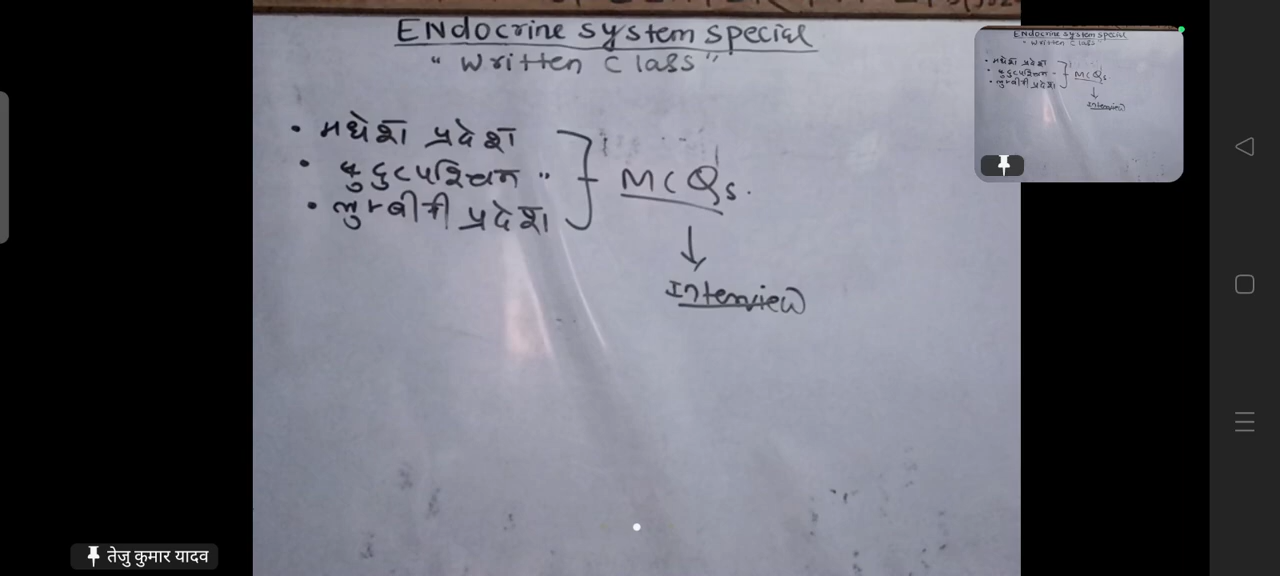 ENdocrine system special
"Written Class"
• मधेश प्रदेश
• सुदुरपश्चिम "
• लुम्बीनी प्रदेश
MCQs.
↓
Interview
तेजु कुमार यादव